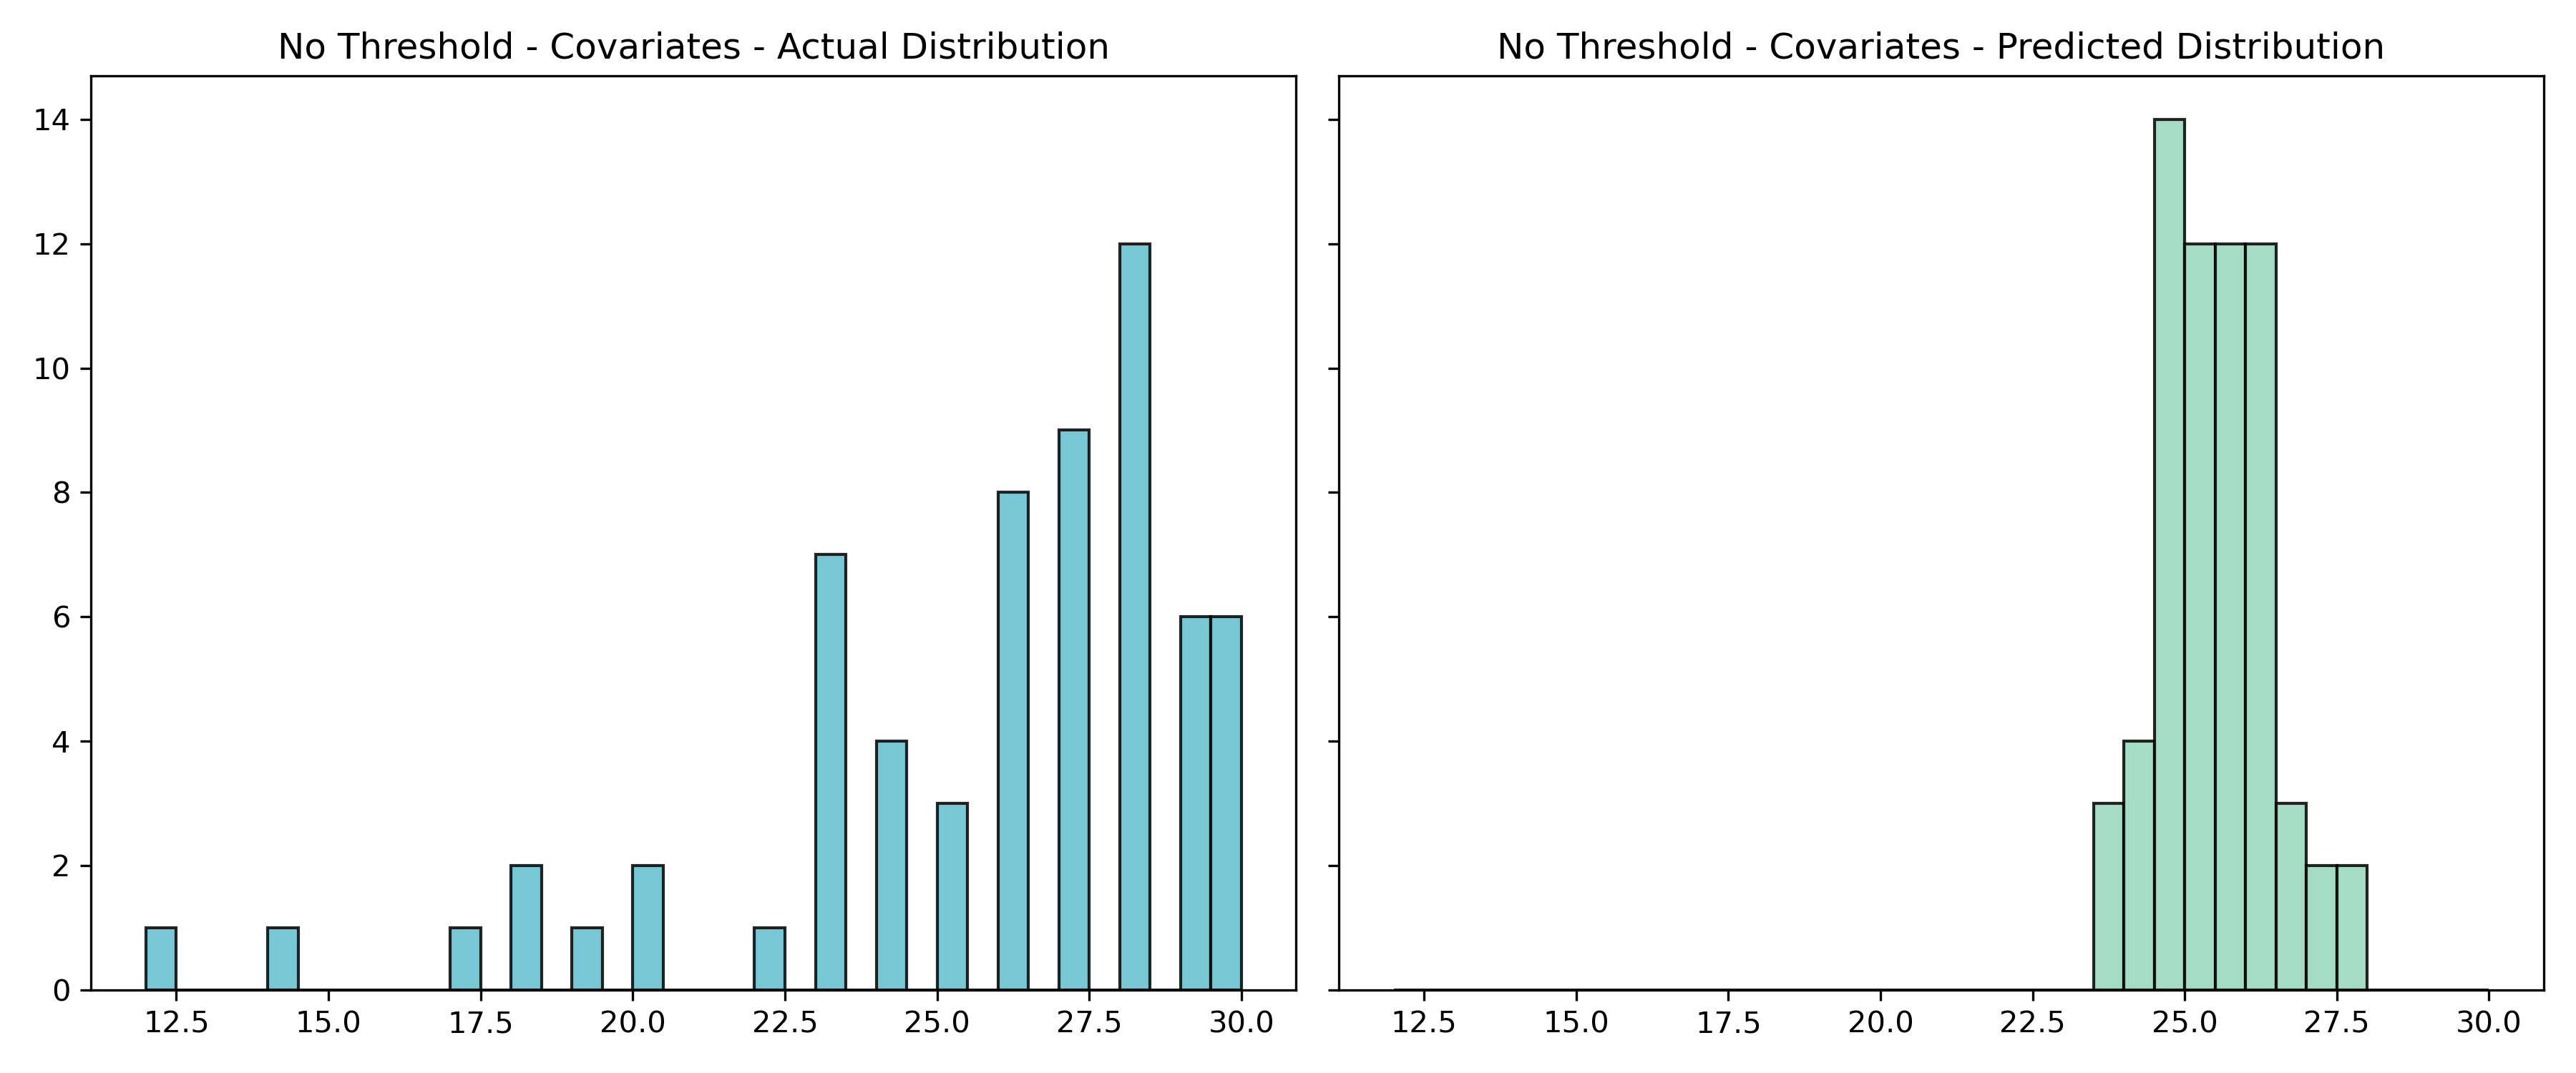 No Threshold - Covariates - Actual Distribution
No Threshold - Covariates - Predicted Distribution
14
12
10
8
6
4
2
0
12.5 15.0 17.5 20.0 22.5 25.0 27.5 30.0
12.5 15.0 17.5 20.0 22.5 25.0 27.5 30.0